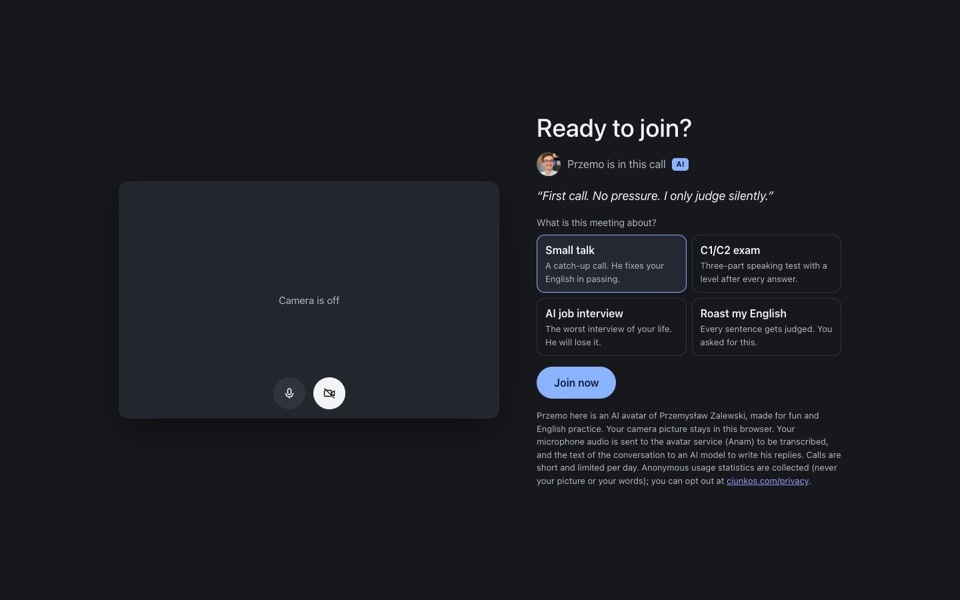 Ready to join?
Przemo is in this call AI
“First call. No pressure. I only judge silently.”
What is this meeting about?
Small talk
A catch-up call. He fixes your
English in passing.
C1/C2 exam
Three-part speaking test with a
level after every answer.
AI job interview
The worst interview of your life.
He will lose it.
Roast my English
Every sentence gets judged. You
asked for this.
Camera is off
Join now
Przemo here is an AI avatar of Przemysław Zalewski, made for fun and
English practice. Your camera picture stays in this browser. Your
microphone audio is sent to the avatar service (Anam) to be transcribed,
and the text of the conversation to an AI model to write his replies. Calls are
short and limited per day. Anonymous usage statistics are collected (never
your picture or your words); you can opt out at ciunkos.com/privacy.